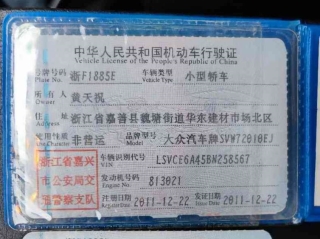 中华人民共和国机动车行驶证
Vehicle License of the People's Republic of China
号牌号码 浙F1885E 车辆类型 小型轿车
Plate No. Vehicle Type
所有人 黄天祝
Owner
住址 浙江省嘉善县魏塘街道华东建材市场北区
使用性质 非营运 品牌型号 大众汽车牌SVW72010EJ
Model
浙江省嘉兴
市公安局交
通警察支队
车辆识别代号 LSVCE6A45BN258567
VIN
发动机号码 813021
Engine No.
注册日期 2011-12-22 发证日期 2011-12-22
Register Date Issue Date